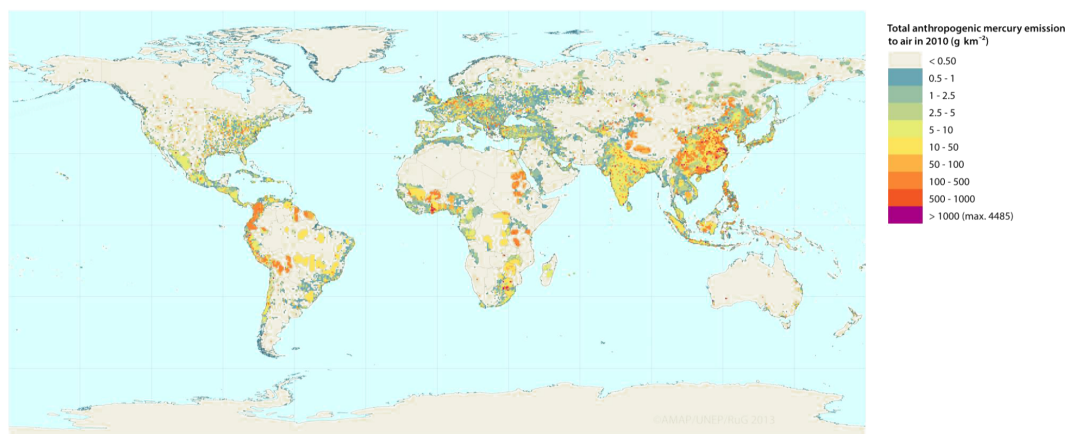 Total anthropogenic mercury emission
to air in 2010 (g km⁻²)
< 0.50
0.5 - 1
1 - 2.5
2.5 - 5
5 - 10
10 - 50
50 - 100
100 - 500
500 - 1000
> 1000 (max. 4485)
©AMAP/UNEP/RuG 2013